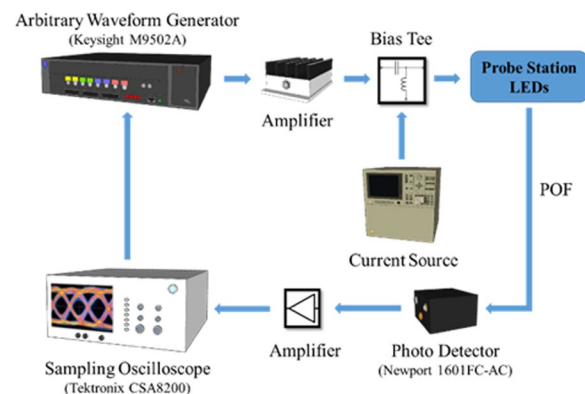 Arbitrary Waveform Generator
(Keysight M9502A)
Bias Tee
Probe Station
LEDs
Amplifier
POF
Current Source
Sampling Oscilloscope
(Tektronix CSA8200)
Amplifier
Photo Detector
(Newport 1601FC-AC)